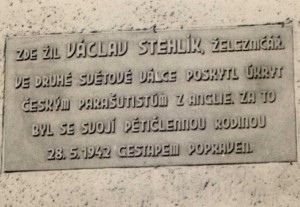 ZDE ŽIL VÁCLAV STEHLÍK, ŽELEZNIČÁŘ.
VE DRUHÉ SVĚTOVÉ VÁLCE POSKYTL ÚKRYT
ČESKÝM PARAŠUTISTŮM Z ANGLIE. ZA TO
BYL SE SVOJÍ PĚTIČLENNOU RODINOU
28.5.1942 GESTAPEM POPRAVEN.